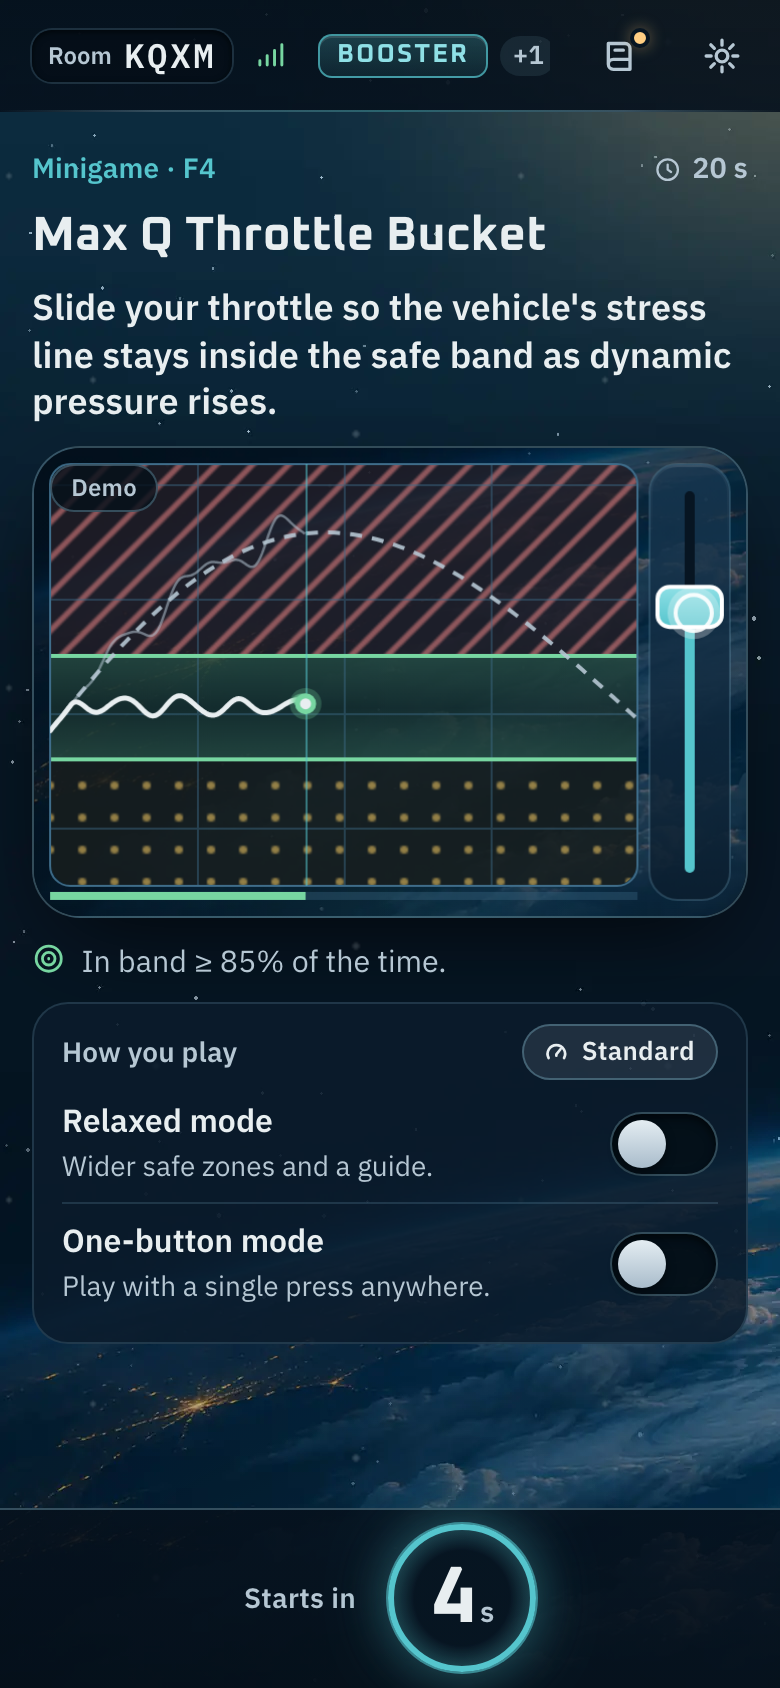 Room KQXM BOOSTER +1
Minigame · F4 20 s
Max Q Throttle Bucket
Slide your throttle so the vehicle's stress
line stays inside the safe band as dynamic
pressure rises.
Demo
In band ≥ 85% of the time.
How you play Standard
Relaxed mode
Wider safe zones and a guide.
One-button mode
Play with a single press anywhere.
Starts in 4 s